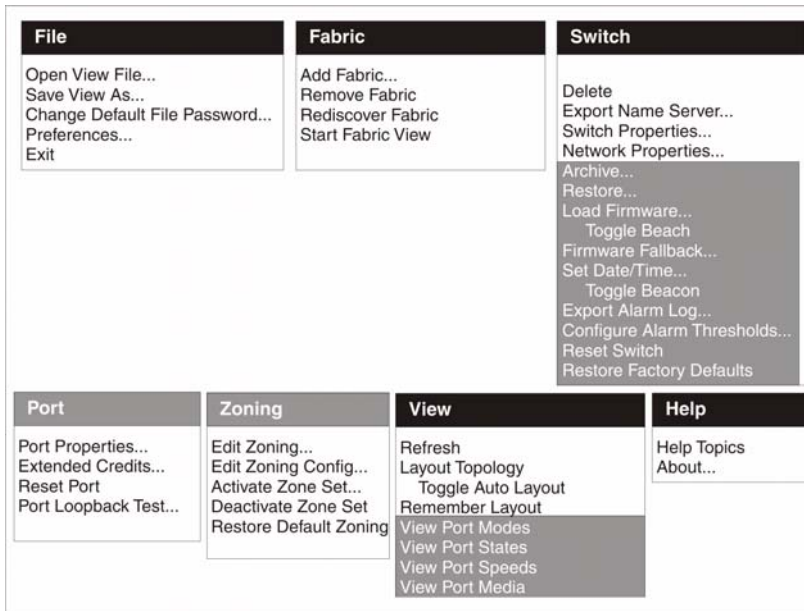 File
Open View File...
Save View As...
Change Default File Password...
Preferences...
Exit
Fabric
Add Fabric...
Remove Fabric
Rediscover Fabric
Start Fabric View
Switch
Delete
Export Name Server...
Switch Properties...
Network Properties...
Archive...
Restore...
Load Firmware...
Toggle Beach
Firmware Fallback...
Set Date/Time...
Toggle Beacon
Export Alarm Log...
Configure Alarm Thresholds...
Reset Switch
Restore Factory Defaults
Port
Port Properties...
Extended Credits...
Reset Port
Port Loopback Test...
Zoning
Edit Zoning...
Edit Zoning Config...
Activate Zone Set...
Deactivate Zone Set
Restore Default Zoning
View
Refresh
Layout Topology
Toggle Auto Layout
Remember Layout
View Port Modes
View Port States
View Port Speeds
View Port Media
Help
Help Topics
About...